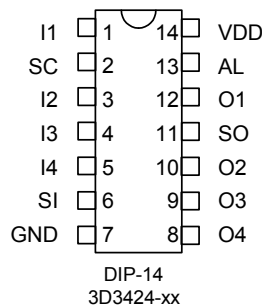 I1 1 14 VDD
SC 2 13 AL
I2 3 12 O1
I3 4 11 SO
I4 5 10 O2
SI 6 9 O3
GND 7 8 O4
DIP-14
3D3424-xx